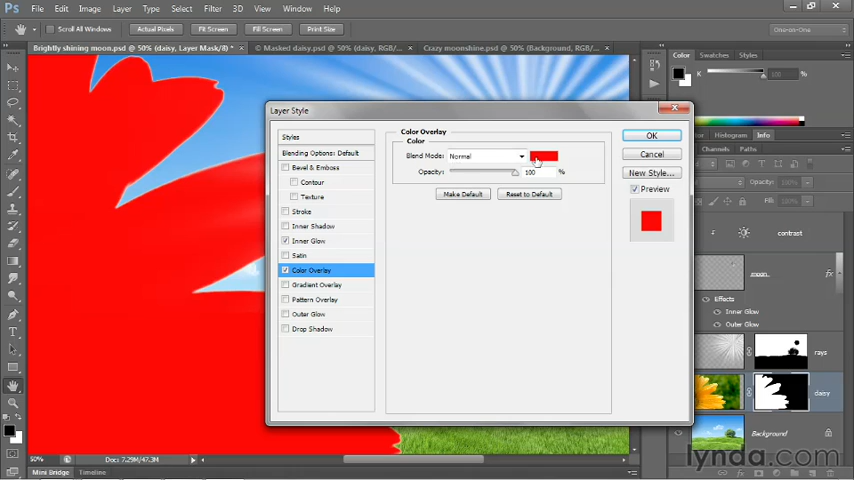 Ps File Edit Image Layer Type Select Filter 3D View Window Help
Scroll All Windows Actual Pixels Fit Screen Fill Screen Print Size One-on-One
Brightly shining moon.psd @ 50% (daisy, Layer Mask/8) * × © Masked daisy.psd @ 50% (daisy, RGB/ Crazy moonshine.psd @ 50% (Background, RGB/8) ×
Color Swatches Styles
K 100 %
Layer Style
Styles
Blending Options: Default
Bevel & Emboss
Contour
Texture
Stroke
Inner Shadow
Inner Glow
Satin
Color Overlay
Gradient Overlay
Pattern Overlay
Outer Glow
Drop Shadow
Color Overlay
Color
Blend Mode: Normal
Opacity: 100 %
Make Default Reset to Default
OK
Cancel
New Style...
Preview
Histogram Info
Channels Paths
contrast
moon fx
Effects
Inner Glow
Outer Glow
rays
daisy
Background
50% Docs: 7.29M/47.3M
Mini Bridge Timeline
lynda.com